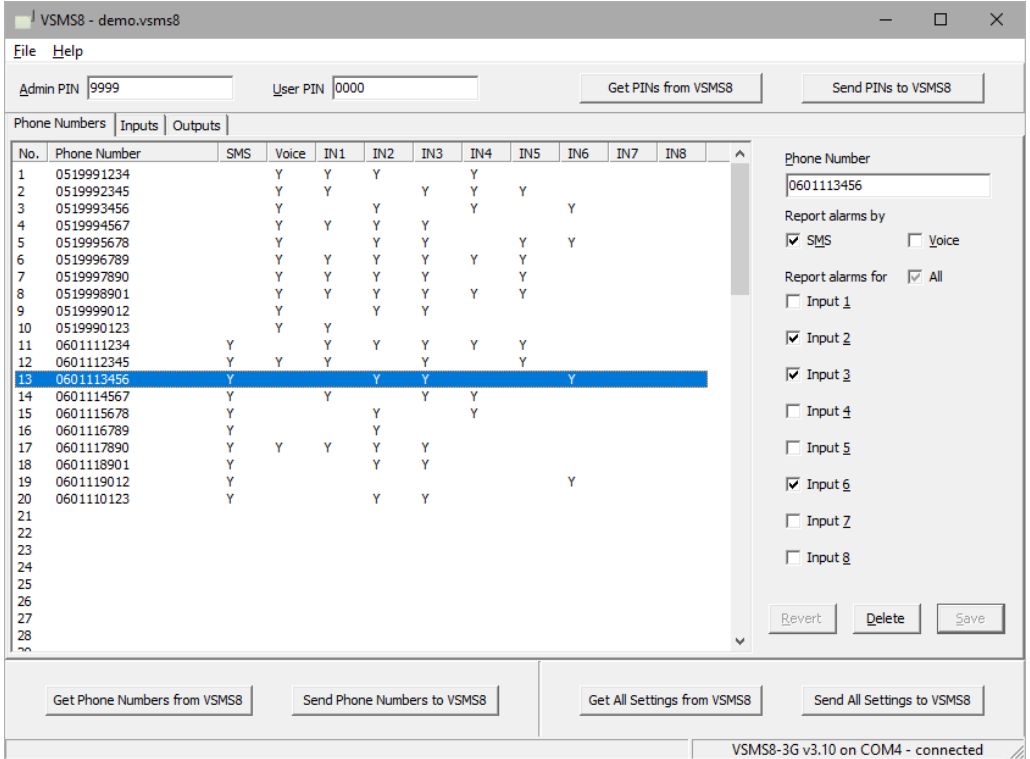 VSMS8 - demo.vsms8
File Help
Admin PIN 9999 User PIN 0000 Get PINs from VSMS8 Send PINs to VSMS8
Phone Numbers Inputs Outputs
No. Phone Number SMS Voice IN1 IN2 IN3 IN4 IN5 IN6 IN7 IN8
1 0519991234 Y Y Y Y
2 0519992345 Y Y Y Y Y
3 0519993456 Y Y Y Y
4 0519994567 Y Y Y Y
5 0519995678 Y Y Y Y Y
6 0519996789 Y Y Y Y Y Y
7 0519997890 Y Y Y Y Y
8 0519998901 Y Y Y Y Y Y
9 0519999012 Y Y Y
10 0519990123 Y Y
11 0601111234 Y Y Y Y Y Y
12 0601112345 Y Y Y Y Y
13 0601113456 Y Y Y Y
14 0601114567 Y Y Y Y
15 0601115678 Y Y Y
16 0601116789 Y Y
17 0601117890 Y Y Y Y Y
18 0601118901 Y Y Y
19 0601119012 Y Y
20 0601110123 Y Y Y
21
22
23
24
25
26
27
28
Phone Number
0601113456
Report alarms by
SMS Voice
Report alarms for All
Input 1
Input 2
Input 3
Input 4
Input 5
Input 6
Input 7
Input 8
Revert Delete Save
Get Phone Numbers from VSMS8 Send Phone Numbers to VSMS8 Get All Settings from VSMS8 Send All Settings to VSMS8
VSMS8-3G v3.10 on COM4 - connected